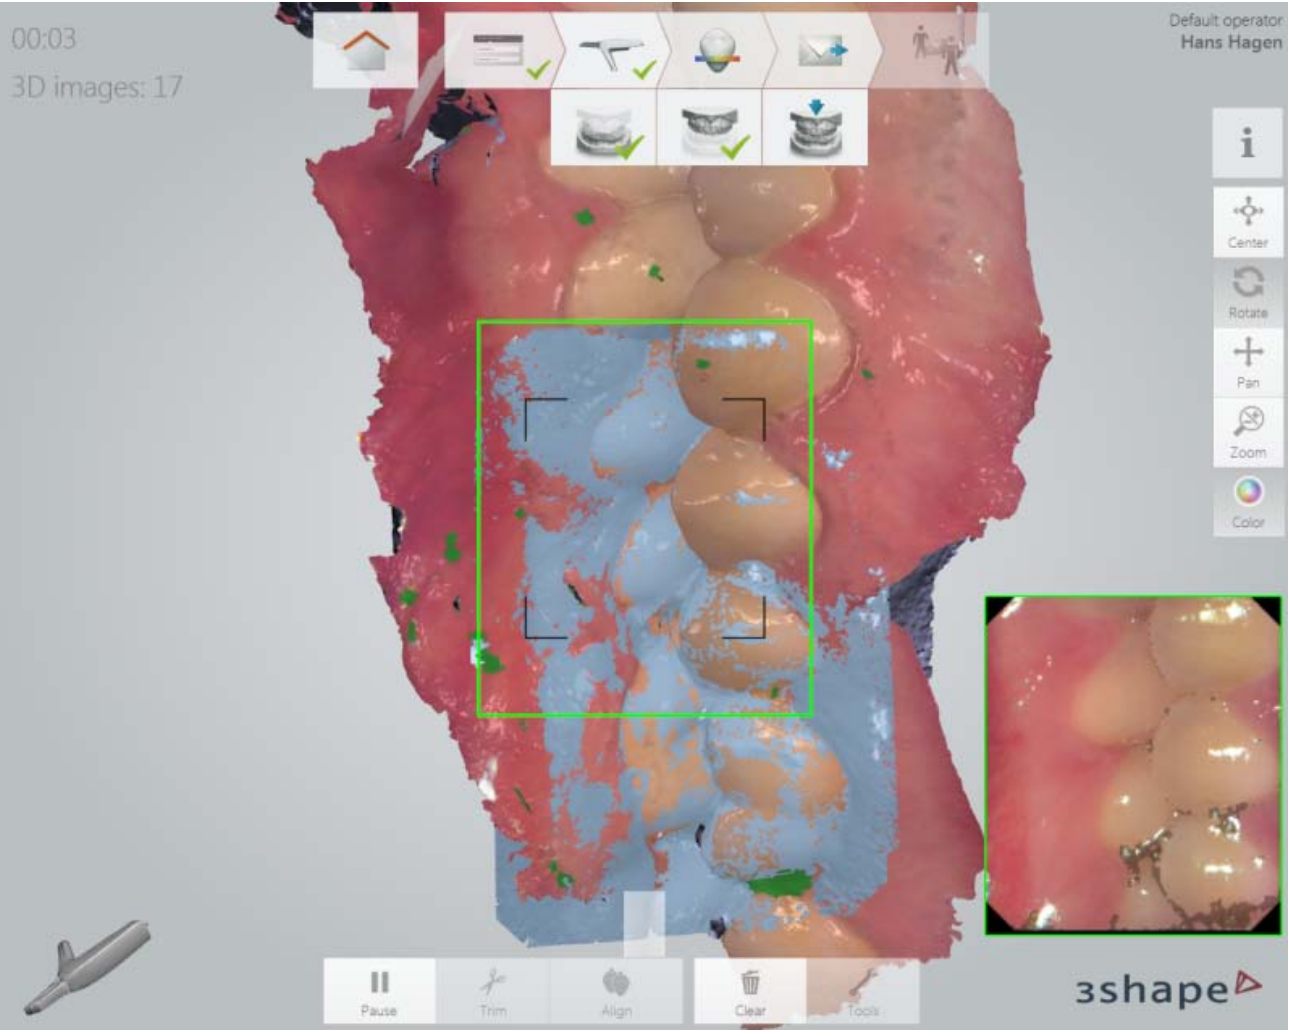 00:03
3D images: 17
Default operator
Hans Hagen
i
Center
Rotate
Pan
Zoom
Color
Pause
Trim
Align
Clear
Tools
3shape